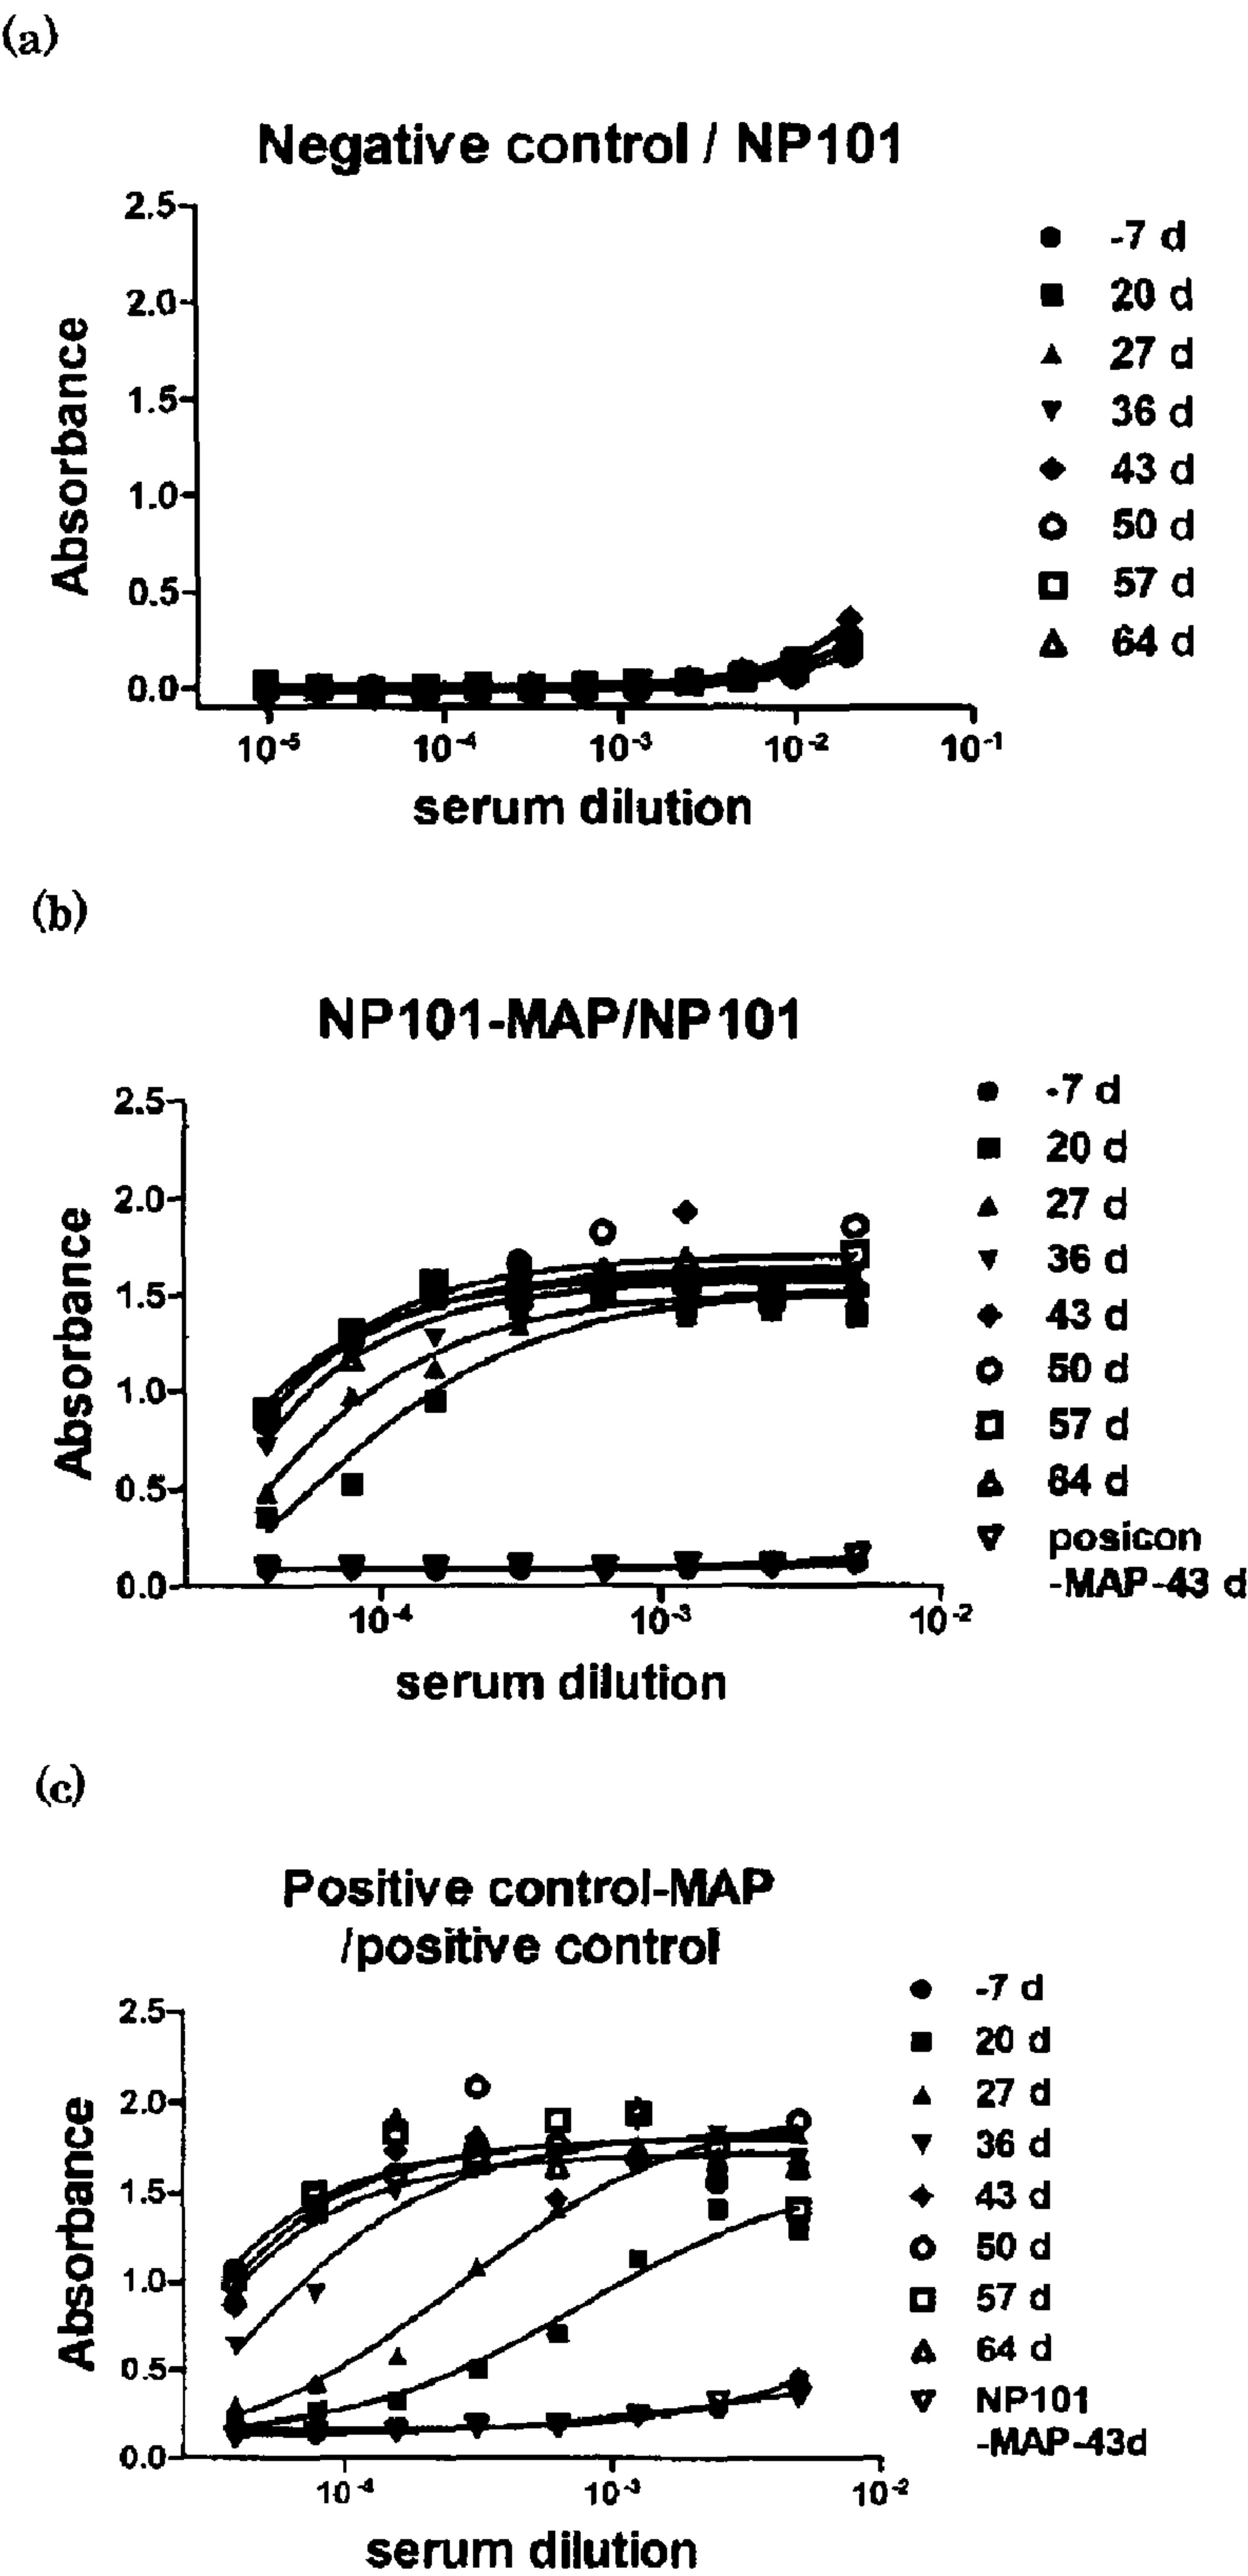 (a)
Negative control / NP101
2.5
2.0
1.5
1.0
0.5
0.0
Absorbance
10-5 10-4 10-3 10-2 10-1
serum dilution
-7 d
20 d
27 d
36 d
43 d
50 d
57 d
64 d
(b)
NP101-MAP/NP101
2.5
2.0
1.5
1.0
0.5
0.0
Absorbance
10-4 10-3 10-2
serum dilution
-7 d
20 d
27 d
36 d
43 d
50 d
57 d
64 d
posicon
-MAP-43 d
(c)
Positive control-MAP
/positive control
2.5
2.0
1.5
1.0
0.5
0.0
Absorbance
10-4 10-3 10-2
serum dilution
-7 d
20 d
27 d
36 d
43 d
50 d
57 d
64 d
NP101
-MAP-43d